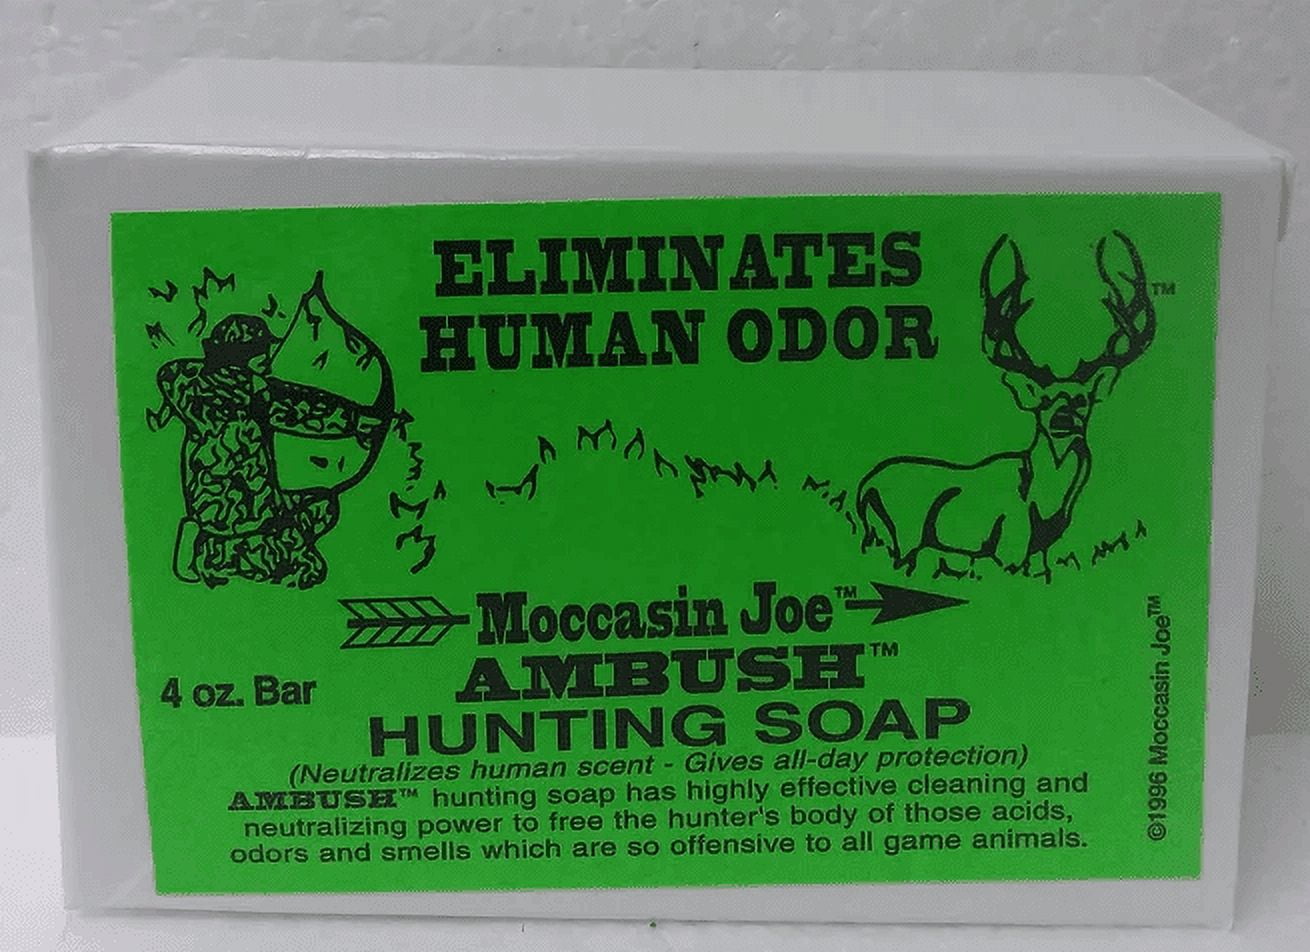 ELIMINATES
HUMAN ODOR
TM
Moccasin Joe™
AMBUSH™
4 oz. Bar
HUNTING SOAP
(Neutralizes human scent - Gives all-day protection)
AMBUSH™ hunting soap has highly effective cleaning and
neutralizing power to free the hunter's body of those acids,
odors and smells which are so offensive to all game animals.
©1996 Moccasin Joe™